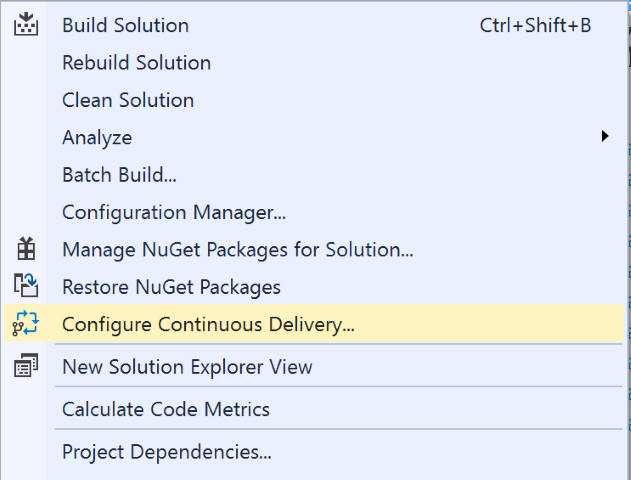 Build Solution Ctrl+Shift+B
Rebuild Solution
Clean Solution
Analyze
Batch Build...
Configuration Manager...
Manage NuGet Packages for Solution...
Restore NuGet Packages
Configure Continuous Delivery...
New Solution Explorer View
Calculate Code Metrics
Project Dependencies...